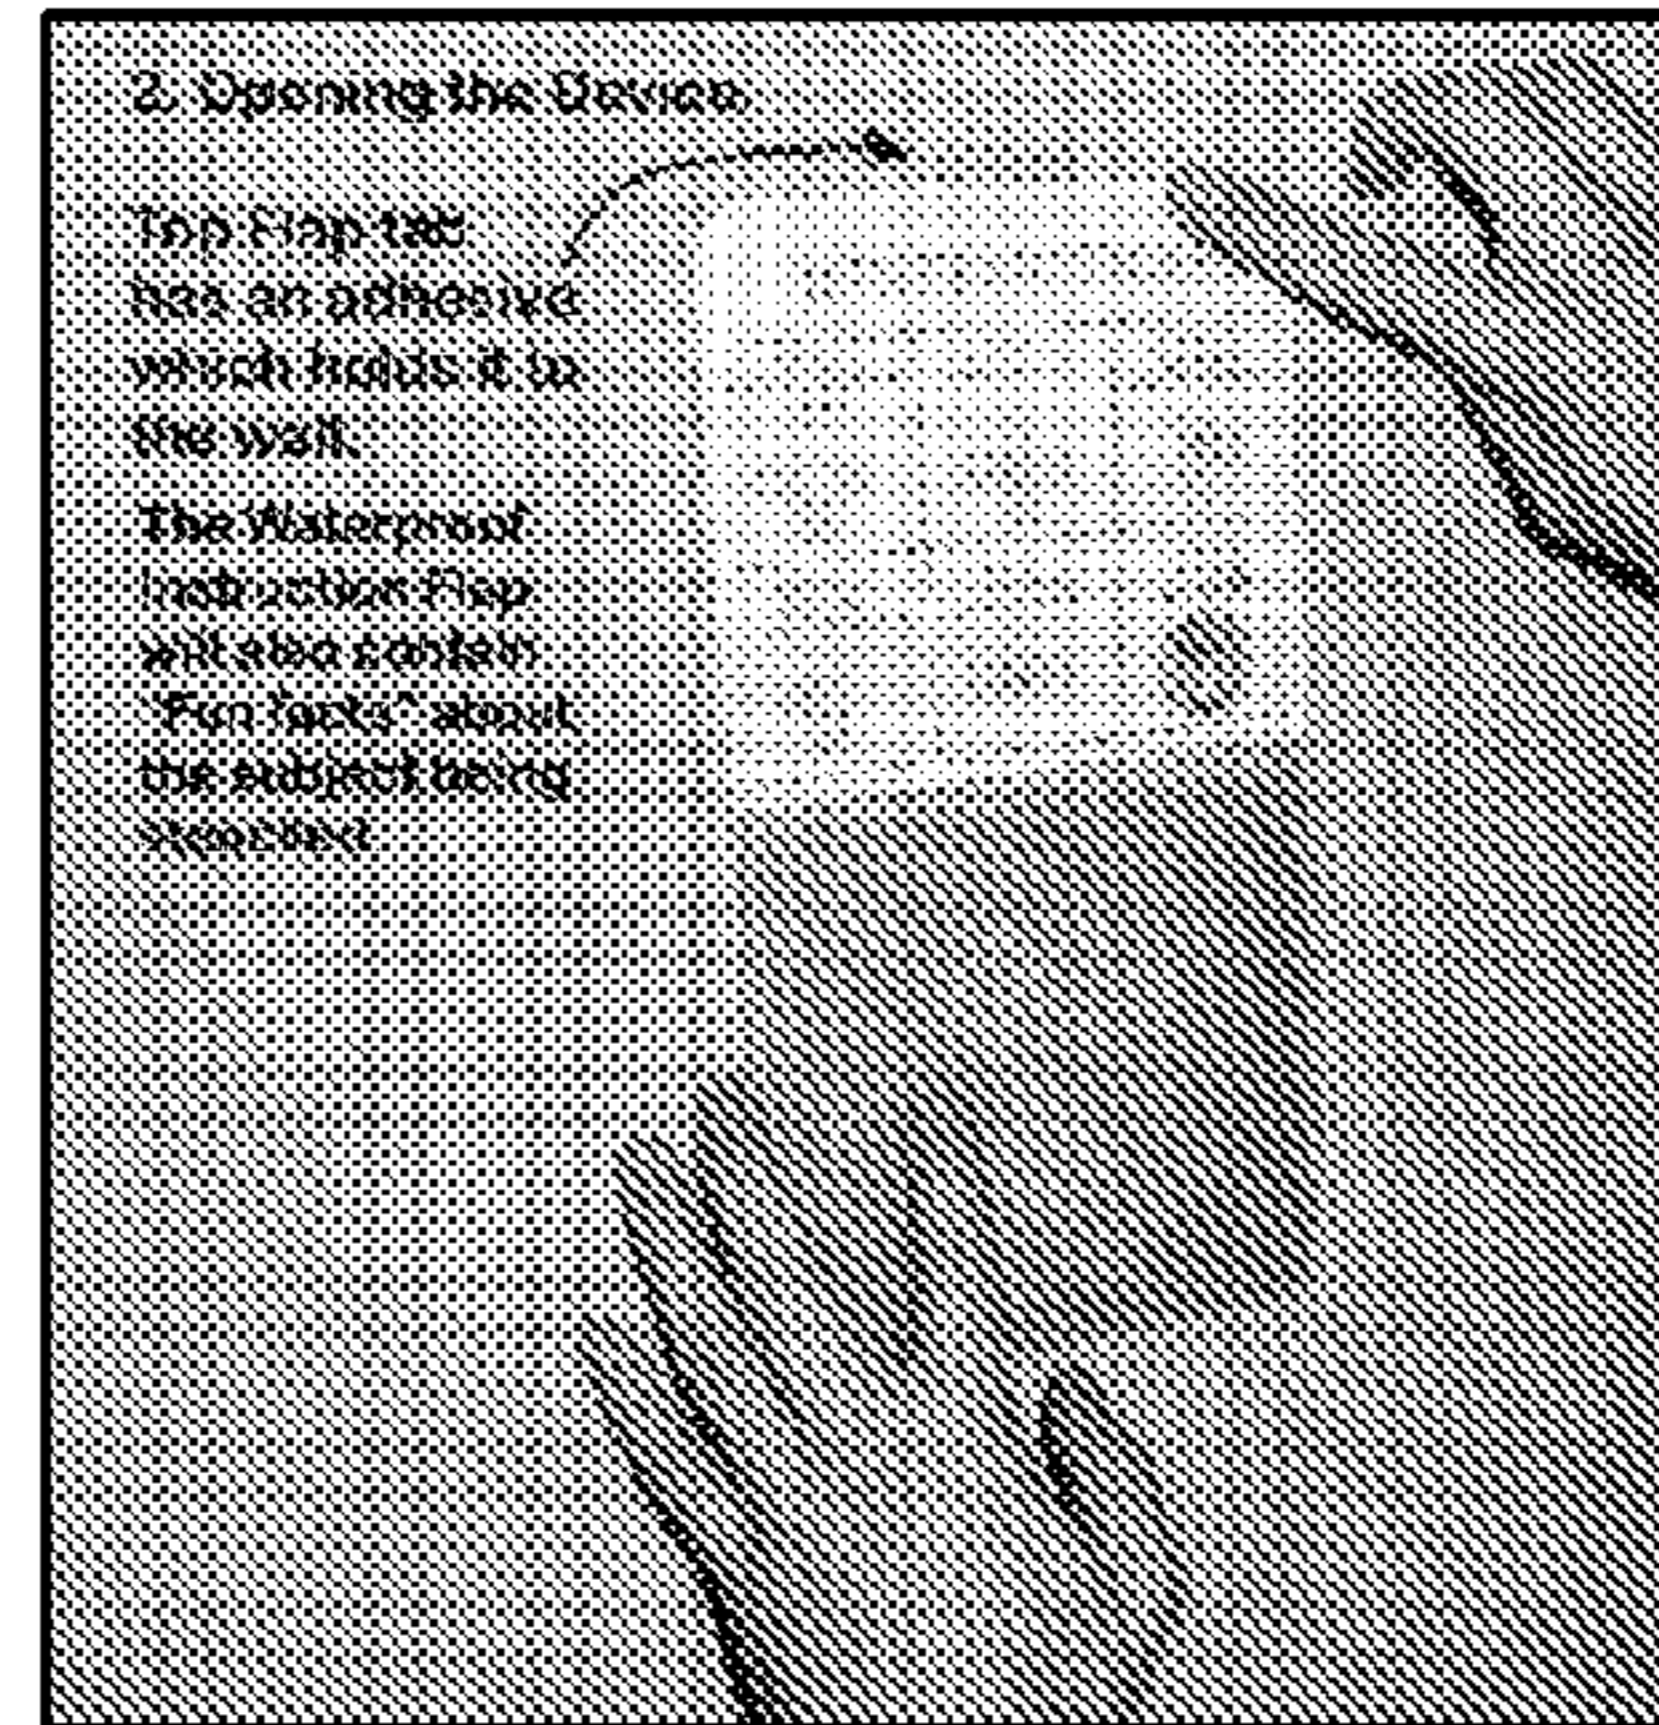 2. Opening the Device.
Top Flap tab
has an adhesive
which holds it to
the wall.
The Waterproof
Instruction Flap
will also contain
"Fun facts" about
the subject being
stenciled.